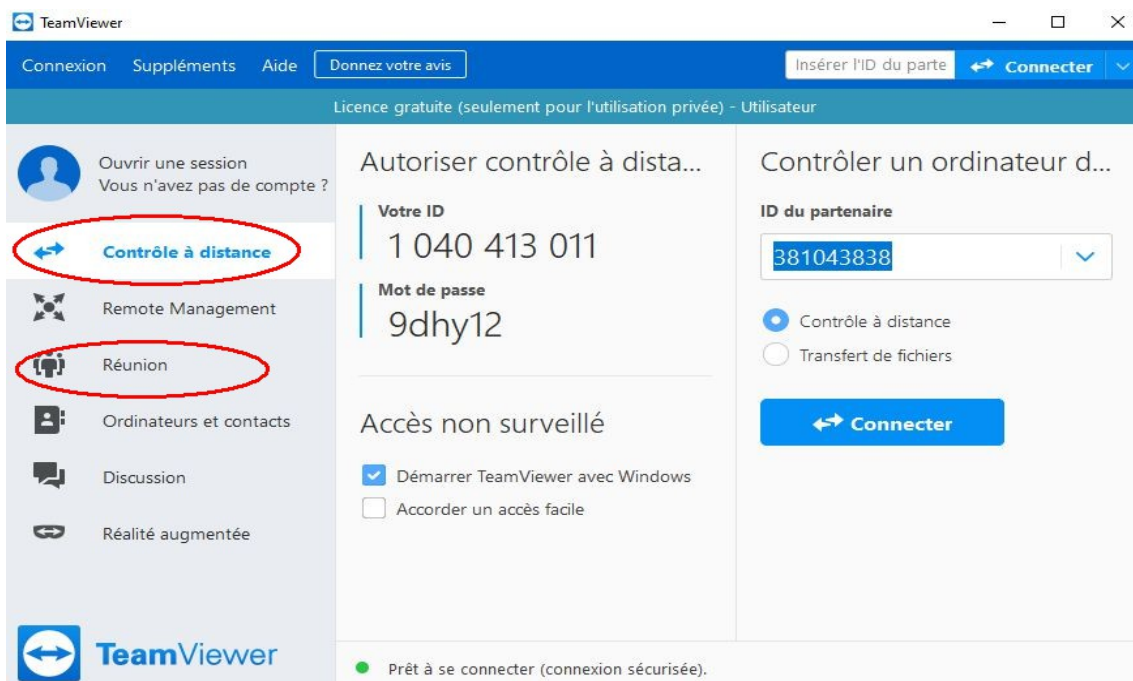 TeamViewer
Connexion Suppléments Aide Donnez votre avis Insérer l'ID du parte Connecter
Licence gratuite (seulement pour l'utilisation privée) - Utilisateur
Ouvrir une session
Vous n'avez pas de compte ?
Contrôle à distance
Remote Management
Réunion
Ordinateurs et contacts
Discussion
Réalité augmentée
TeamViewer
Autoriser contrôle à dista...
Votre ID
1 040 413 011
Mot de passe
9dhy12
Accès non surveillé
Démarrer TeamViewer avec Windows
Accorder un accès facile
Contrôler un ordinateur d...
ID du partenaire
381043838
Contrôle à distance
Transfert de fichiers
Connecter
Prêt à se connecter (connexion sécurisée).